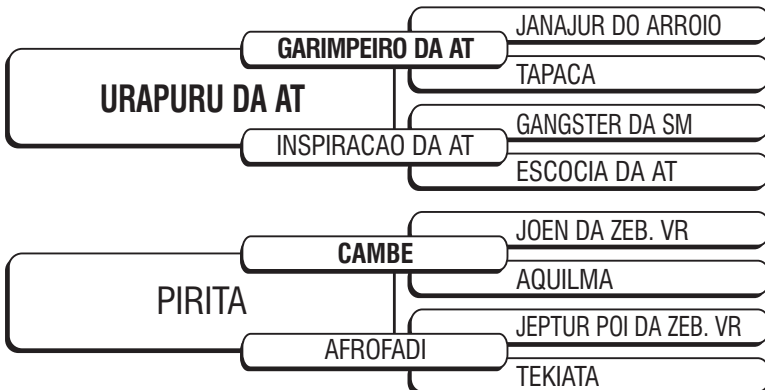 JANAJUR DO ARROIO
GARIMPEIRO DA AT
TAPACA
URAPURU DA AT
GANGSTER DA SM
INSPIRACAO DA AT
ESCOCIA DA AT
JOEN DA ZEB. VR
CAMBE
AQUILMA
PIRITA
JEPTUR POI DA ZEB. VR
AFROFADI
TEKIATA